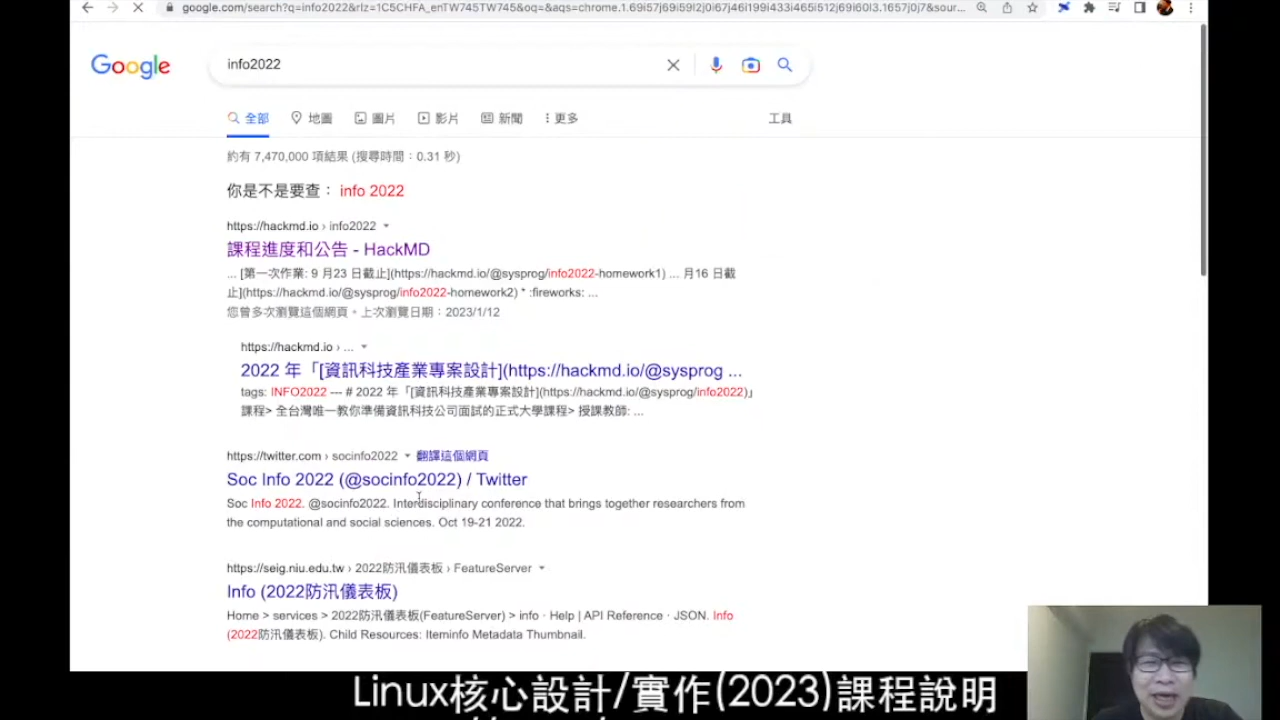 google.com/search?q=info2022&rlz=1C5CHFA_enTW745TW745&oq=&aqs=chrome.1.69i57j69i59l2j0i67j46i199i433i465i512j69i60l3.1657j0j7&sour...
Google
info2022
全部 地圖 圖片 影片 新聞 更多 工具
約有 7,470,000 項結果 (搜尋時間：0.31 秒)
你是不是要查： info 2022
https://hackmd.io › info2022
課程進度和公告 - HackMD
... [第一次作業: 9 月23 日截止](https://hackmd.io/@sysprog/info2022-homework1) ... 月16 日截
止](https://hackmd.io/@sysprog/info2022-homework2) * :fireworks: ...
您曾多次瀏覽這個網頁。上次瀏覽日期：2023/1/12
https://hackmd.io › ...
2022 年「[資訊科技產業專案設計](https://hackmd.io/@sysprog ...
tags: INFO2022 --- # 2022 年「[資訊科技產業專案設計](https://hackmd.io/@sysprog/info2022)」
課程> 全台灣唯一教你準備資訊科技公司面試的正式大學課程> 授課教師: ...
https://twitter.com › socinfo2022 翻譯這個網頁
Soc Info 2022 (@socinfo2022) / Twitter
Soc Info 2022. @socinfo2022. Interdisciplinary conference that brings together researchers from
the computational and social sciences. Oct 19-21 2022.
https://seig.niu.edu.tw › 2022防汛儀表板 › FeatureServer
Info (2022防汛儀表板)
Home > services > 2022防汛儀表板(FeatureServer) > info · Help | API Reference · JSON. Info
(2022防汛儀表板). Child Resources: Iteminfo Metadata Thumbnail.
Linux核心設計/實作(2023)課程說明